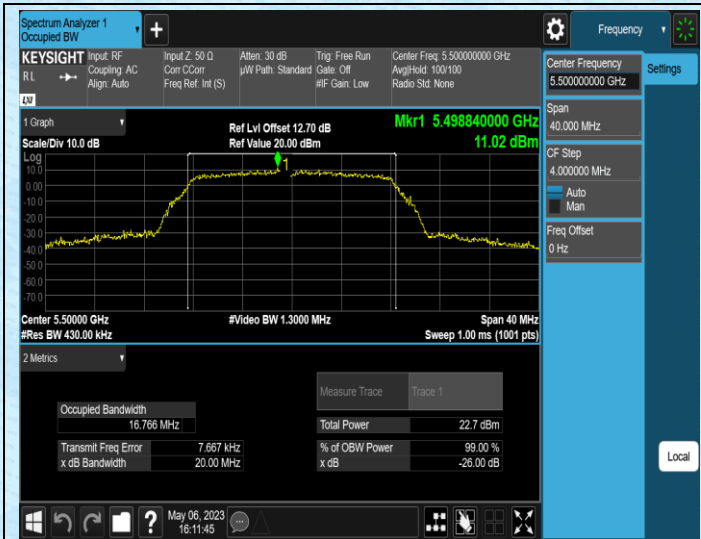 Spectrum Analyzer 1
Occupied BW
+
Frequency
KEYSIGHT
RL
LXI
Input: RF
Coupling: AC
Align: Auto
Input Z: 50 Ω
Corr CCorr
Freq Ref: Int (S)
Atten: 30 dB
µW Path: Standard
Trig: Free Run
Gate: Off
#IF Gain: Low
Center Freq: 5.500000000 GHz
Avg|Hold: 100/100
Radio Std: None
Center Frequency
5.500000000 GHz
Settings
Span
40.000 MHz
CF Step
4.000000 MHz
Auto
Man
Freq Offset
0 Hz
Local
1 Graph
Scale/Div 10.0 dB
Ref Lvl Offset 12.70 dB
Ref Value 20.00 dBm
Mkr1 5.498840000 GHz
11.02 dBm
Log
10.0
0.00
-10.0
-20.0
-30.0
-40.0
-50.0
-60.0
-70.0
1
Center 5.50000 GHz
#Res BW 430.00 kHz
#Video BW 1.3000 MHz
Span 40 MHz
Sweep 1.00 ms (1001 pts)
2 Metrics
Measure Trace
Trace 1
Occupied Bandwidth
16.766 MHz
Total Power
22.7 dBm
Transmit Freq Error
7.667 kHz
% of OBW Power
99.00 %
x dB Bandwidth
20.00 MHz
x dB
-26.00 dB
?
May 06, 2023
16:11:45